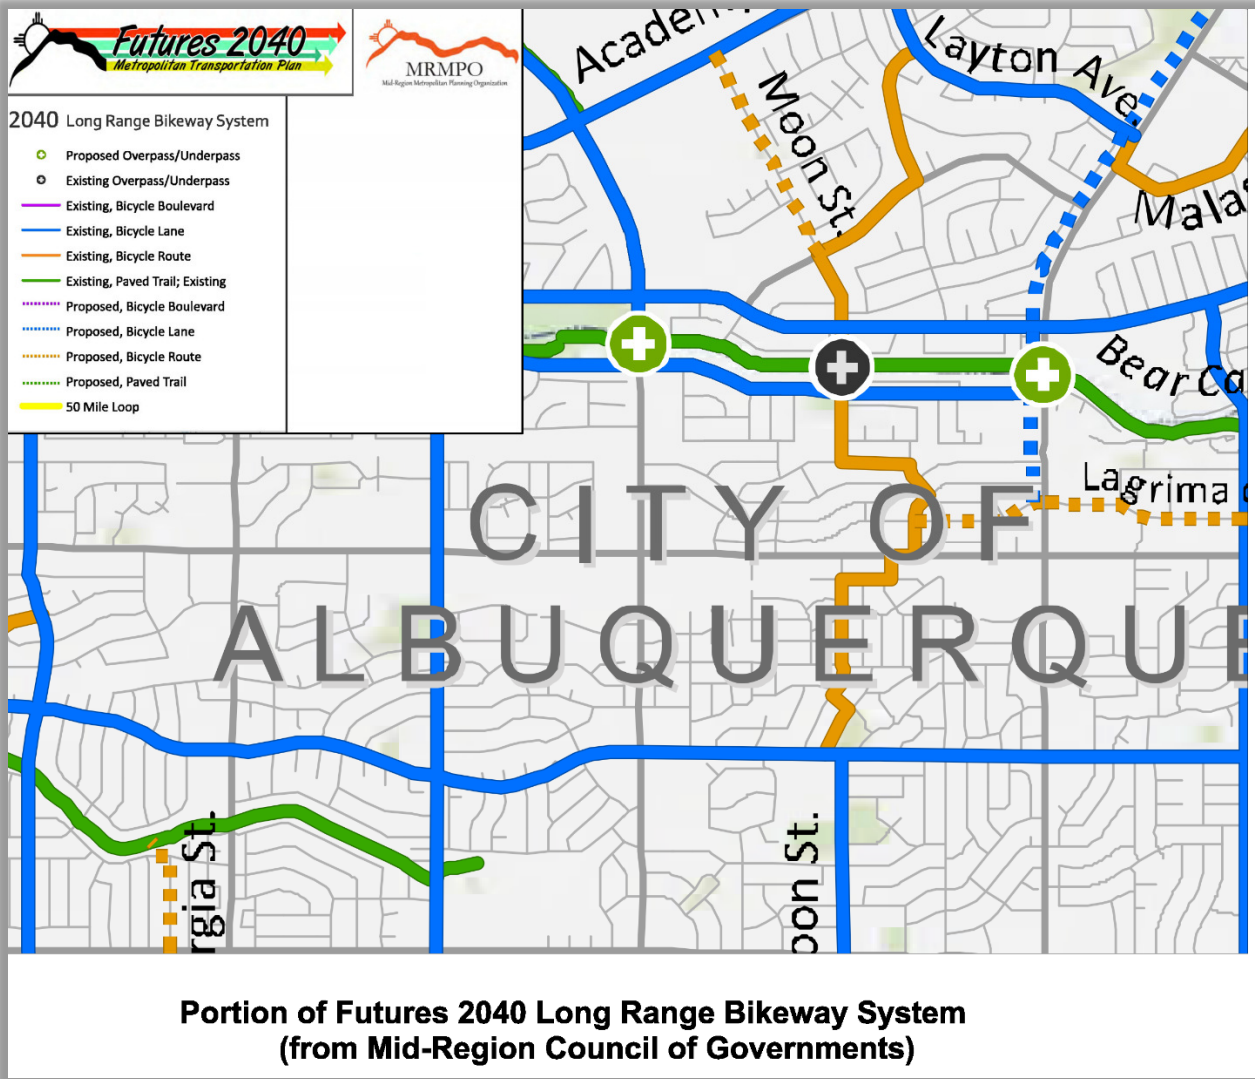 Futures 2040
Metropolitan Transportation Plan
MRMPO
Mid-Region Metropolitan Planning Organization
2040 Long Range Bikeway System
Proposed Overpass/Underpass
Existing Overpass/Underpass
Existing, Bicycle Boulevard
Existing, Bicycle Lane
Existing, Bicycle Route
Existing, Paved Trail; Existing
Proposed, Bicycle Boulevard
Proposed, Bicycle Lane
Proposed, Bicycle Route
Proposed, Paved Trail
50 Mile Loop
Academy
Layton Ave.
Moon St.
Mala
Bear Ca
Lagrima d
CITY OF
ALBUQUERQUE
rgia St.
oon St.
Portion of Futures 2040 Long Range Bikeway System
(from Mid-Region Council of Governments)